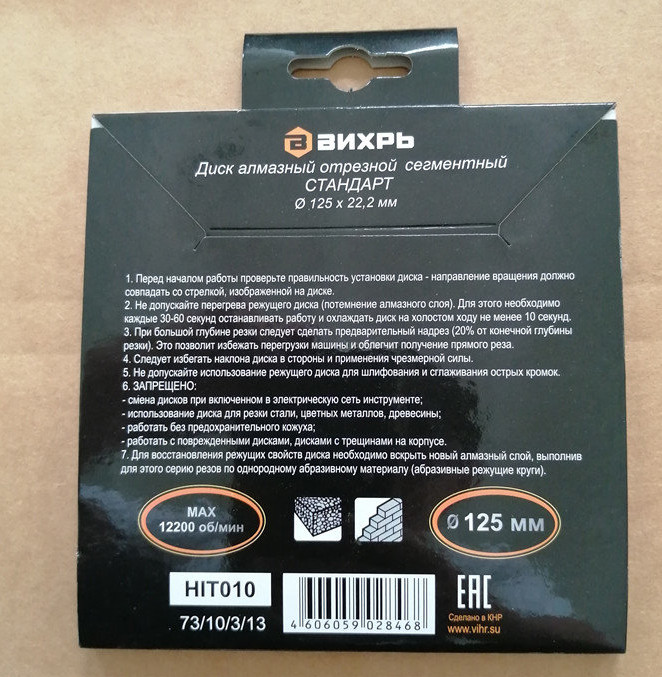 ВИХРЬ
Диск алмазный отрезной сегментный
СТАНДАРТ
Ø 125 x 22,2 мм
1. Перед началом работы проверьте правильность установки диска - направление вращения должно
совпадать со стрелкой, изображенной на диске.
2. Не допускайте перегрева режущего диска (потемнение алмазного слоя). Для этого необходимо
каждые 30-60 секунд останавливать работу и охлаждать диск на холостом ходу не менее 10 секунд.
3. При большой глубине резки следует сделать предварительный надрез (20% от конечной глубины
резки). Это позволит избежать перегрузки машины и облегчит получение прямого реза.
4. Следует избегать наклона диска в стороны и применения чрезмерной силы.
5. Не допускайте использование режущего диска для шлифования и сглаживания острых кромок.
6. ЗАПРЕЩЕНО:
- смена дисков при включенном в электрическую сеть инструменте;
- использование диска для резки стали, цветных металлов, древесины;
- работать без предохранительного кожуха;
- работать с поврежденными дисками, дисками с трещинами на корпусе.
7. Для восстановления режущих свойств диска необходимо вскрыть новый алмазный слой, выполнив
для этого серию резов по однородному абразивному материалу (абразивные режущие круги).
MAX
12200 об/мин
Ø 125 мм
HIT010
73/10/3/13
4 606059 028468
EAC
Сделано в КНР
www.vihr.su